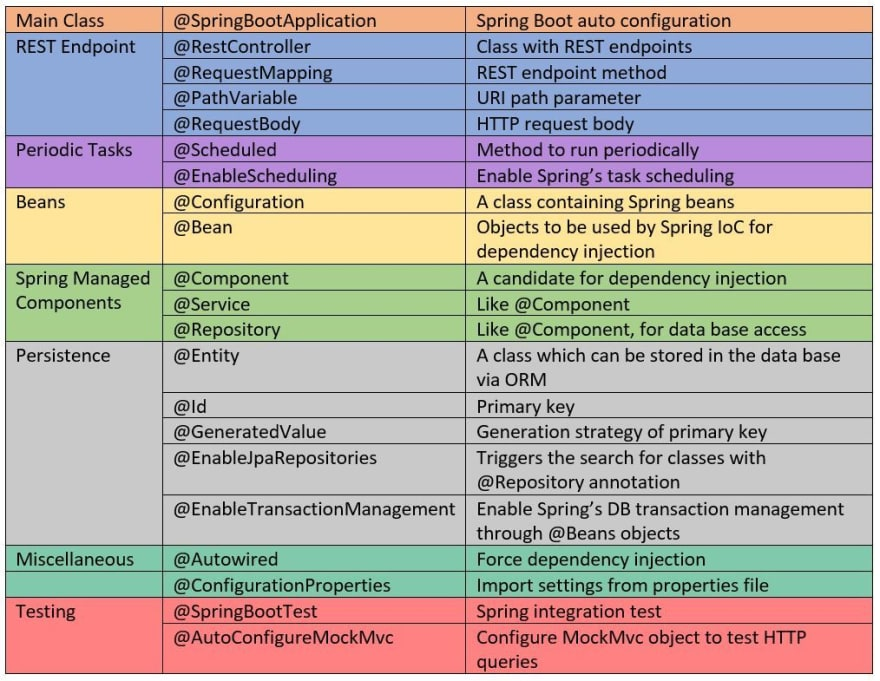 Main Class @SpringBootApplication Spring Boot auto configuration
REST Endpoint @RestController Class with REST endpoints
@RequestMapping REST endpoint method
@PathVariable URI path parameter
@RequestBody HTTP request body
Periodic Tasks @Scheduled Method to run periodically
@EnableScheduling Enable Spring's task scheduling
Beans @Configuration A class containing Spring beans
@Bean Objects to be used by Spring IoC for
dependency injection
Spring Managed @Component A candidate for dependency injection
Components @Service Like @Component
@Repository Like @Component, for data base access
Persistence @Entity A class which can be stored in the data base
via ORM
@Id Primary key
@GeneratedValue Generation strategy of primary key
@EnableJpaRepositories Triggers the search for classes with
@Repository annotation
@EnableTransactionManagement Enable Spring's DB transaction management
through @Beans objects
Miscellaneous @Autowired Force dependency injection
@ConfigurationProperties Import settings from properties file
Testing @SpringBootTest Spring integration test
@AutoConfigureMockMvc Configure MockMvc object to test HTTP
queries